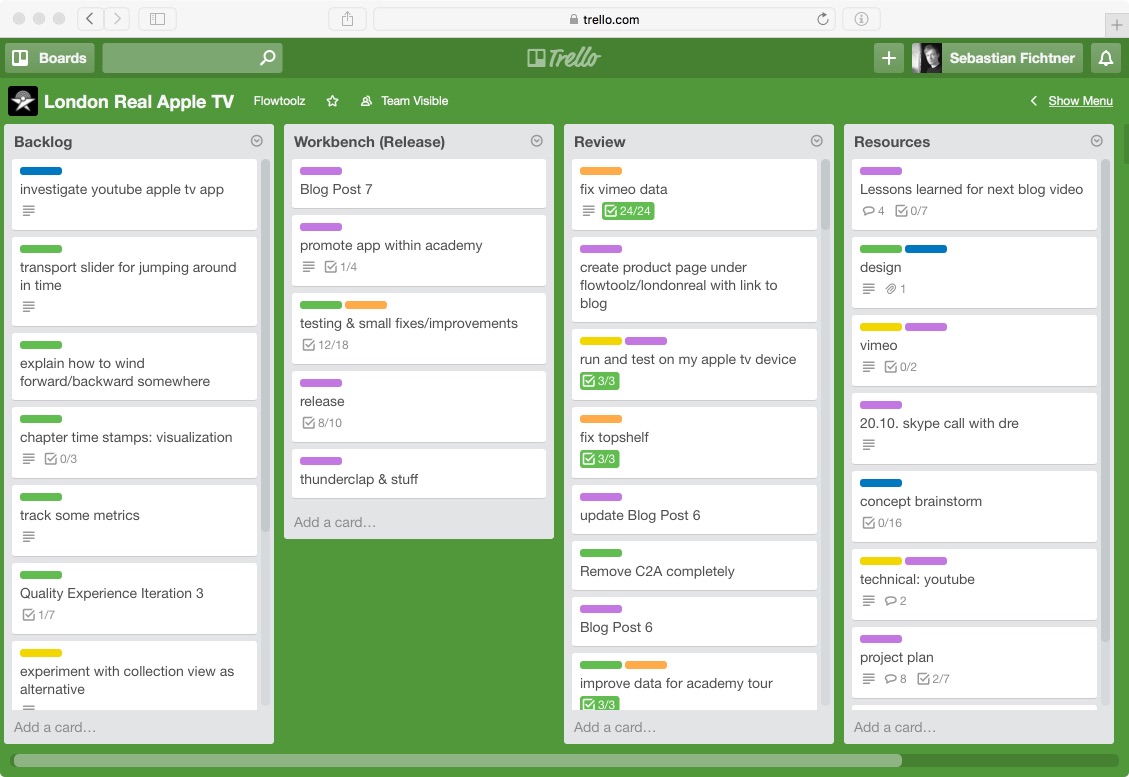 trello.com
Boards
Trello
Sebastian Fichtner
London Real Apple TV
Flowtoolz
Team Visible
Show Menu
Backlog
investigate youtube apple tv app
transport slider for jumping around
in time
explain how to wind
forward/backward somewhere
chapter time stamps: visualization
0/3
track some metrics
Quality Experience Iteration 3
1/7
experiment with collection view as
alternative
Add a card…
Workbench (Release)
Blog Post 7
promote app within academy
1/4
testing & small fixes/improvements
12/18
release
8/10
thunderclap & stuff
Add a card…
Review
fix vimeo data
24/24
create product page under
flowtoolz/londonreal with link to
blog
run and test on my apple tv device
3/3
fix topshelf
3/3
update Blog Post 6
Remove C2A completely
Blog Post 6
improve data for academy tour
3/3
Add a card…
Resources
Lessons learned for next blog video
4 0/7
design
1
vimeo
0/2
20.10. skype call with dre
concept brainstorm
0/16
technical: youtube
2
project plan
8 2/7
Add a card…